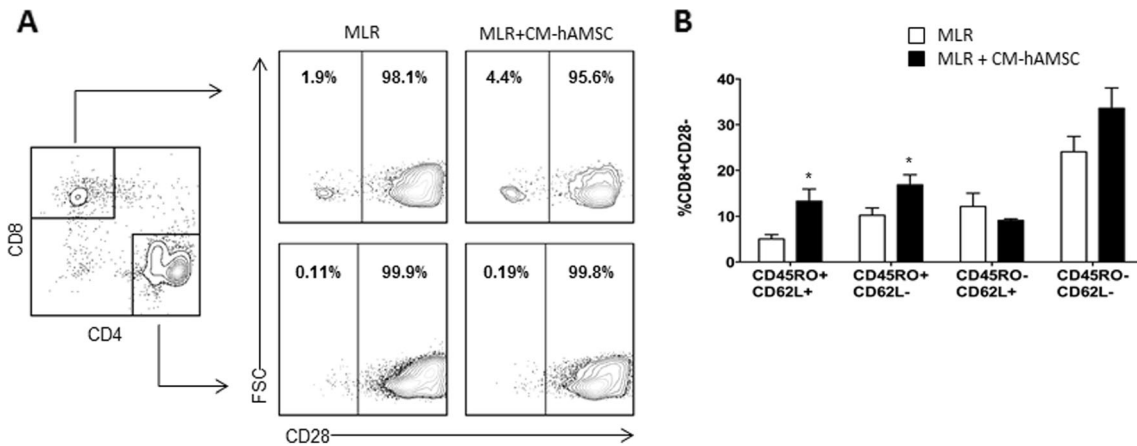 A
MLR
MLR+CM-hAMSC
1.9%
98.1%
4.4%
95.6%
CD8
CD4
0.11%
99.9%
0.19%
99.8%
FSC
CD28
B
MLR
MLR + CM-hAMSC
%CD8+CD28-
40
30
20
10
0
*
*
CD45RO+
CD62L+
CD45RO+
CD62L-
CD45RO-
CD62L+
CD45RO-
CD62L-